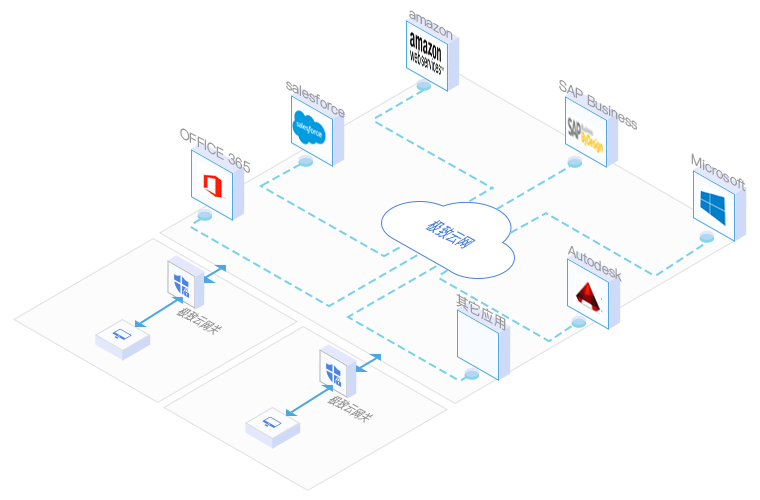 amazon
amazon
webservices™
salesforce
salesforce
SAP Business
SAP Business
ByDesign
OFFICE 365
Microsoft
极致云网
Autodesk
其它应用
极致云网关
极致云网关